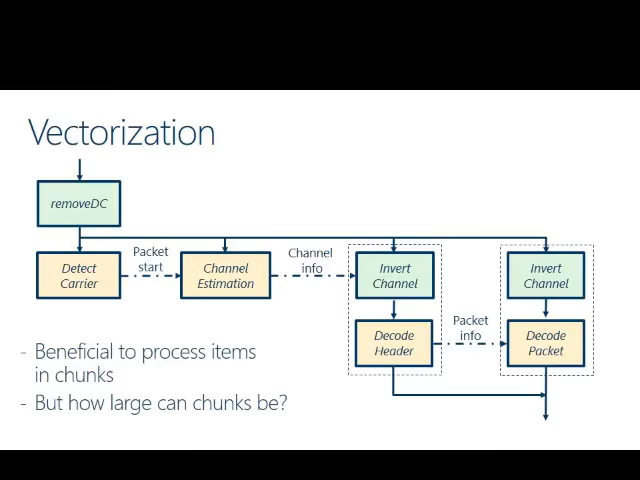 Vectorization
removeDC
Detect
Carrier
Packet
start
Channel
Estimation
Channel
info
Invert
Channel
Decode
Header
Packet
info
Invert
Channel
Decode
Packet
- Beneficial to process items
in chunks
- But how large can chunks be?